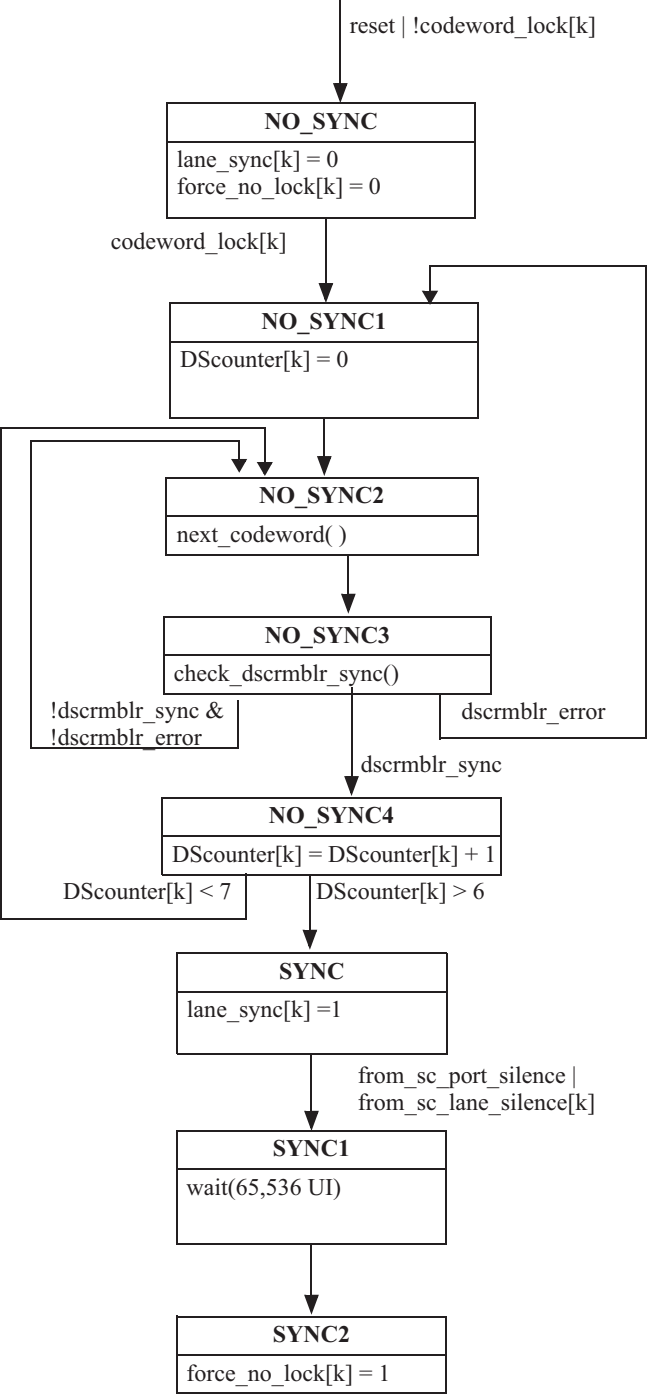 reset | !codeword_lock[k]
NO_SYNC
lane_sync[k] = 0
force_no_lock[k] = 0
codeword_lock[k]
NO_SYNC1
DScounter[k] = 0
NO_SYNC2
next_codeword( )
NO_SYNC3
check_dscrmblr_sync()
!dscrmblr_sync &
!dscrmblr_error
dscrmblr_error
dscrmblr_sync
NO_SYNC4
DScounter[k] = DScounter[k] + 1
DScounter[k] < 7
DScounter[k] > 6
SYNC
lane_sync[k] =1
from_sc_port_silence |
from_sc_lane_silence[k]
SYNC1
wait(65,536 UI)
SYNC2
force_no_lock[k] = 1